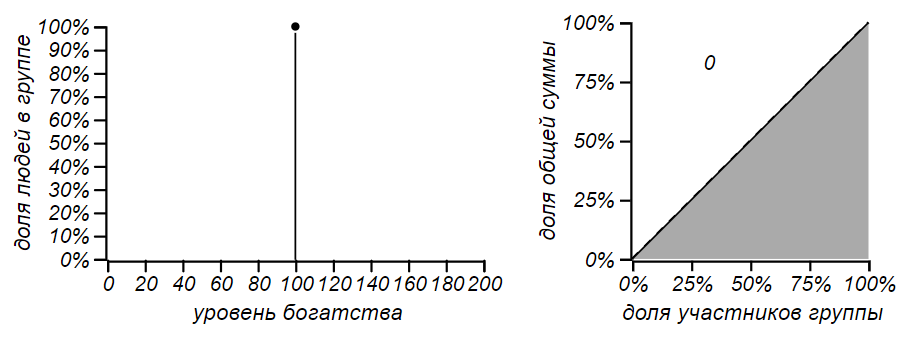 доля людей в группе
100%
90%
80%
70%
60%
50%
40%
30%
20%
10%
0%
0 20 40 60 80 100 120 140 160 180 200
уровень богатства
доля общей суммы
100%
75%
50%
25%
0%
0
0% 25% 50% 75% 100%
доля участников группы